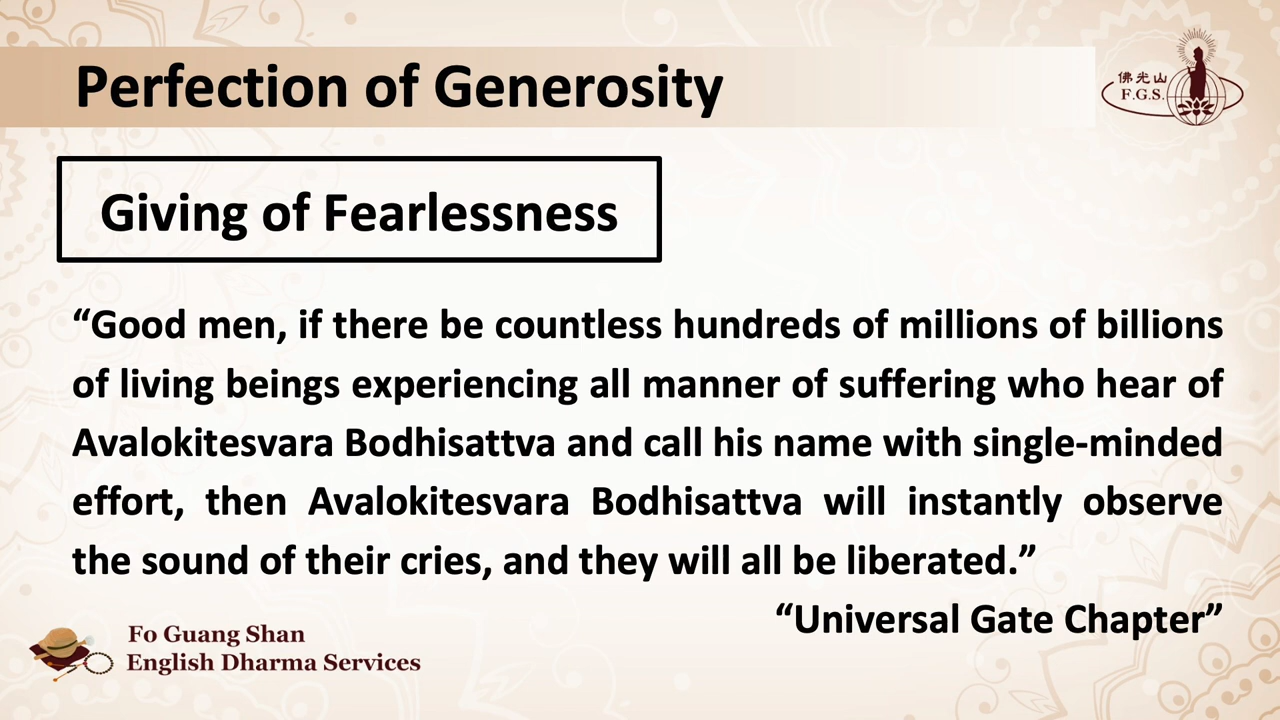 Perfection of Generosity
佛光山
F.G.S.
Giving of Fearlessness
“Good men, if there be countless hundreds of millions of billions
of living beings experiencing all manner of suffering who hear of
Avalokitesvara Bodhisattva and call his name with single-minded
effort, then Avalokitesvara Bodhisattva will instantly observe
the sound of their cries, and they will all be liberated.”
“Universal Gate Chapter”
Fo Guang Shan
English Dharma Services